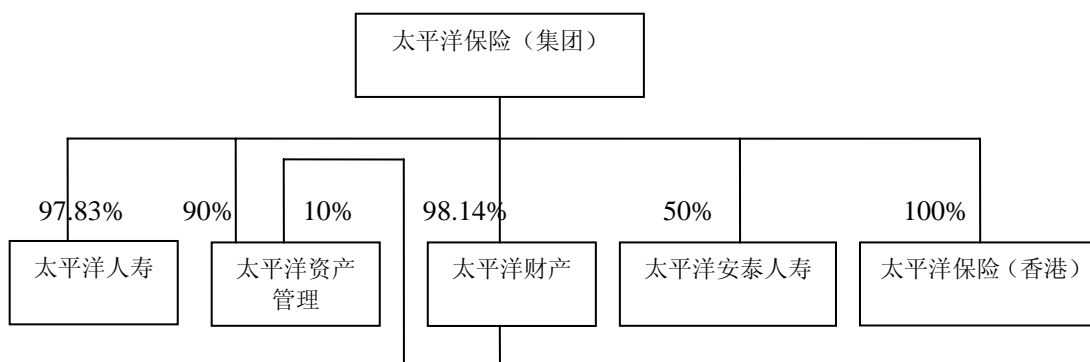 太平洋保险（集团）
97.83%
90%
10%
98.14%
50%
100%
太平洋人寿
太平洋资产
管理
太平洋财产
太平洋安泰人寿
太平洋保险（香港）